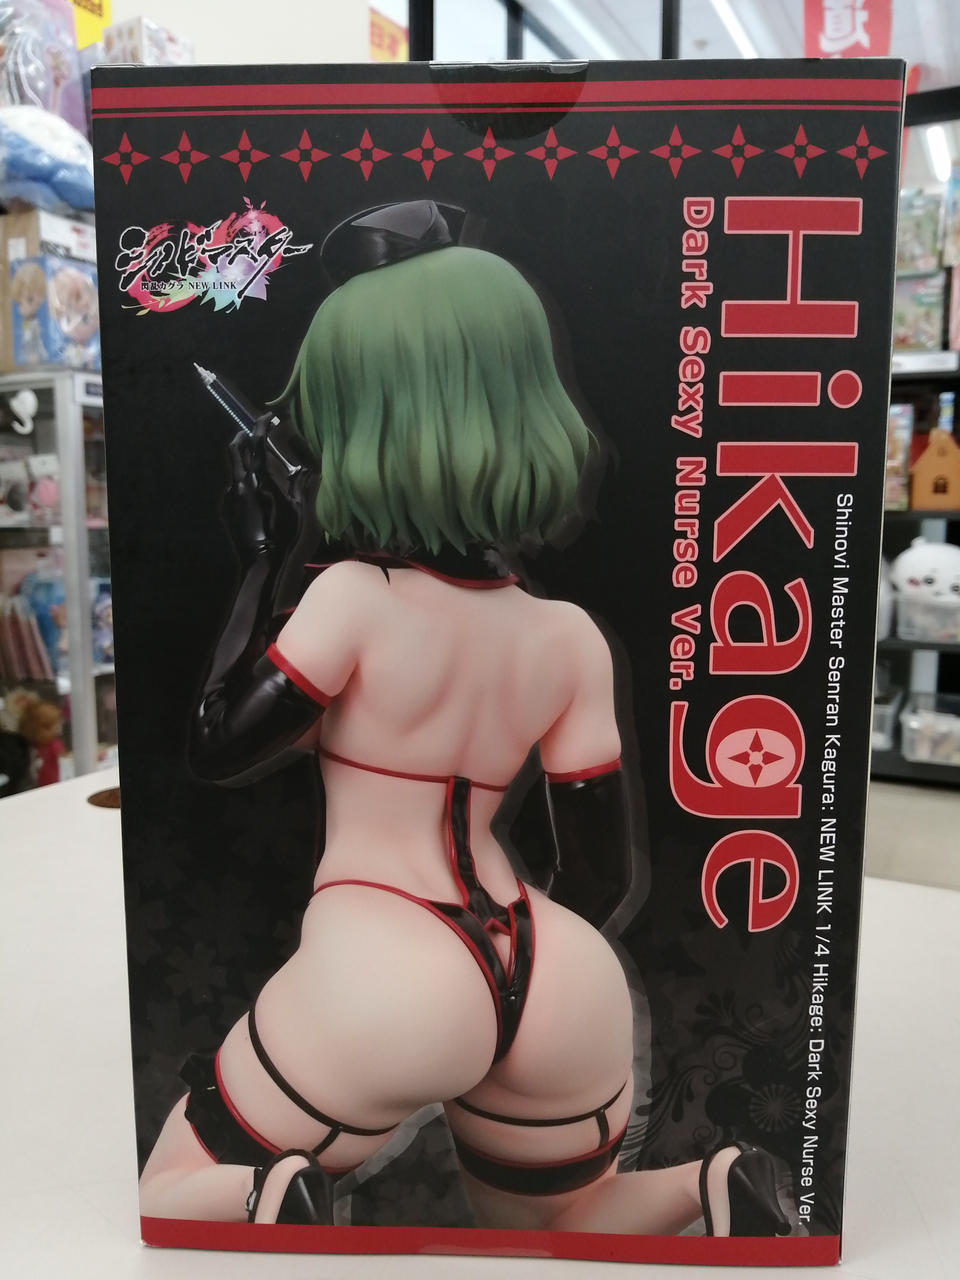 シノビマスター
閃乱カグラ NEW LINK
Hikage
Dark Sexy Nurse Ver.
Shinovi Master Senran Kagura: NEW LINK 1/4 Hikage: Dark Sexy Nurse Ver.
道